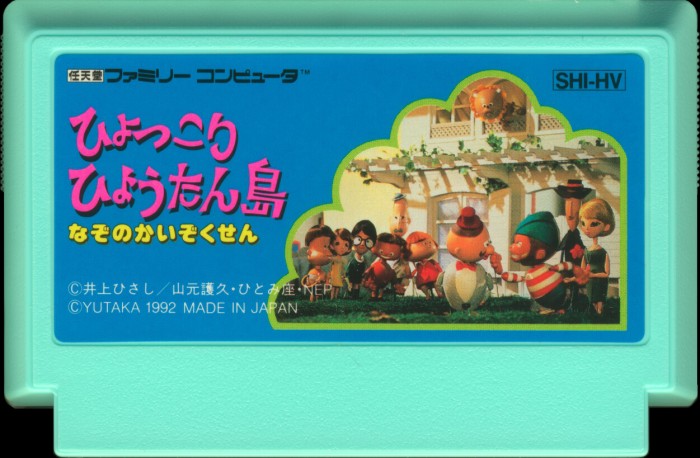 任天堂 ファミリー コンピュータ™
SHI-HV
ひょっこり
ひょうたん島
なぞのかいぞくせん
Ⓒ井上ひさし／山元護久・ひとみ座・NEP
ⒸYUTAKA 1992 MADE IN JAPAN